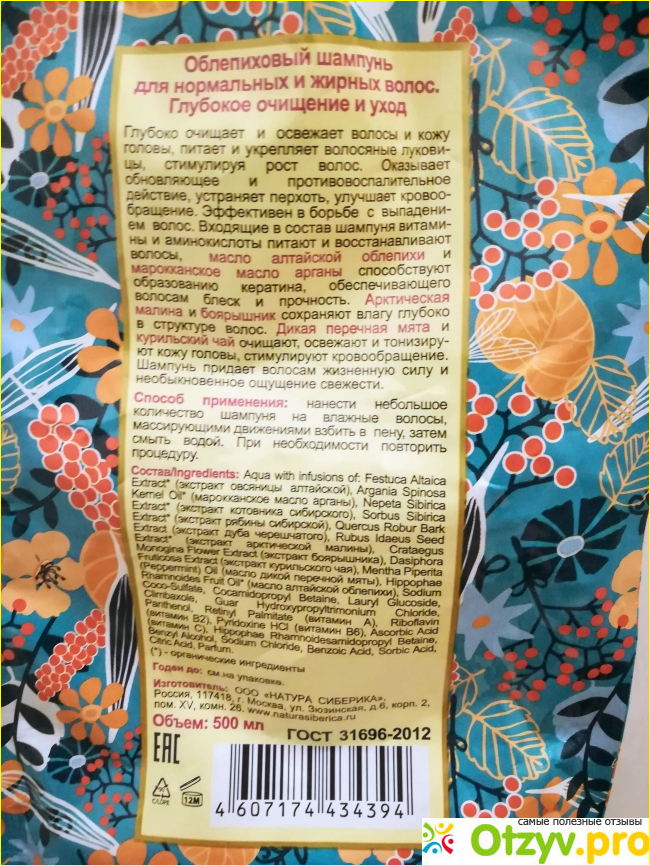 Облепиховый шампунь
для нормальных и жирных волос.
Глубокое очищение и уход
Глубоко очищает и освежает волосы и кожу
головы, питает и укрепляет волосяные лукови-
цы, стимулируя рост волос. Оказывает
обновляющее и противовоспалительное
действие, устраняет перхоть, улучшает кровоо-
бращение. Эффективен в борьбе с выпадени-
ем волос. Входящие в состав шампуня витами-
ны и аминокислоты питают и восстанавливают
волосы, масло алтайской облепихи и
марокканское масло арганы способствуют
образованию кератина, обеспечивающего
волосам блеск и прочность. Арктическая
малина и боярышник сохраняют влагу глубоко
в структуре волос. Дикая перечная мята и
курильский чай очищают, освежают и тонизиру-
ют кожу головы, стимулируют кровообращение.
Шампунь придает волосам жизненную силу и
необыкновенное ощущение свежести.
Способ применения: нанести небольшое
количество шампуня на влажные волосы,
массирующими движениями взбить в пену, затем
смыть водой. При необходимости повторить
процедуру.
Состав/Ingredients: Aqua with infusions of: Festuca Altaica
Extract* (экстракт овсяницы алтайской), Argania Spinosa
Kernel Oil* (марокканское масло арганы), Nepeta Sibirica
Extract* (экстракт котовника сибирского), Sorbus Sibirica
Extract* (экстракт рябины сибирской), Quercus Robur Bark
Extract (экстракт дуба черешчатого), Rubus Idaeus Seed
Extract* (экстракт арктической малины), Crataegus
Monogina Flower Extract (экстракт боярышника), Dasiphora
Fruticosa Extract (экстракт курильского чая), Mentha Piperita
(Peppermint) Oil (масло дикой перечной мяты), Hippophae
Rhamnoides Fruit Oil* (масло алтайской облепихи), Sodium
Coco-Sulfate, Cocamidopropyl Betaine, Lauryl Glucoside,
Climbazole, Guar Hydroxypropyltrimonium Chloride,
Panthenol, Retinyl Palmitate (витамин А), Riboflavin
(витамин В2), Pyridoxine HCl (витамин В6), Ascorbic Acid
(витамин С), Hippophae Rhamnoidesamidopropyl Betaine,
Benzyl Alcohol, Sodium Chloride, Benzoic Acid, Sorbic Acid,
Citric Acid, Parfum.
(*) - органические ингредиенты
Годен до: см.на упаковке.
Изготовитель: ООО «НАТУРА СИБЕРИКА»,
Россия, 117418, г. Москва, ул. Зюзинская, д.6, корп. 2,
пом. XV, комн. 26. www.naturasiberica.ru
Объем: 500 мл
ГОСТ 31696-2012
EAC
C/LDPE
12M
4 607174 434394
самые полезные отзывы
Otzyv.pro